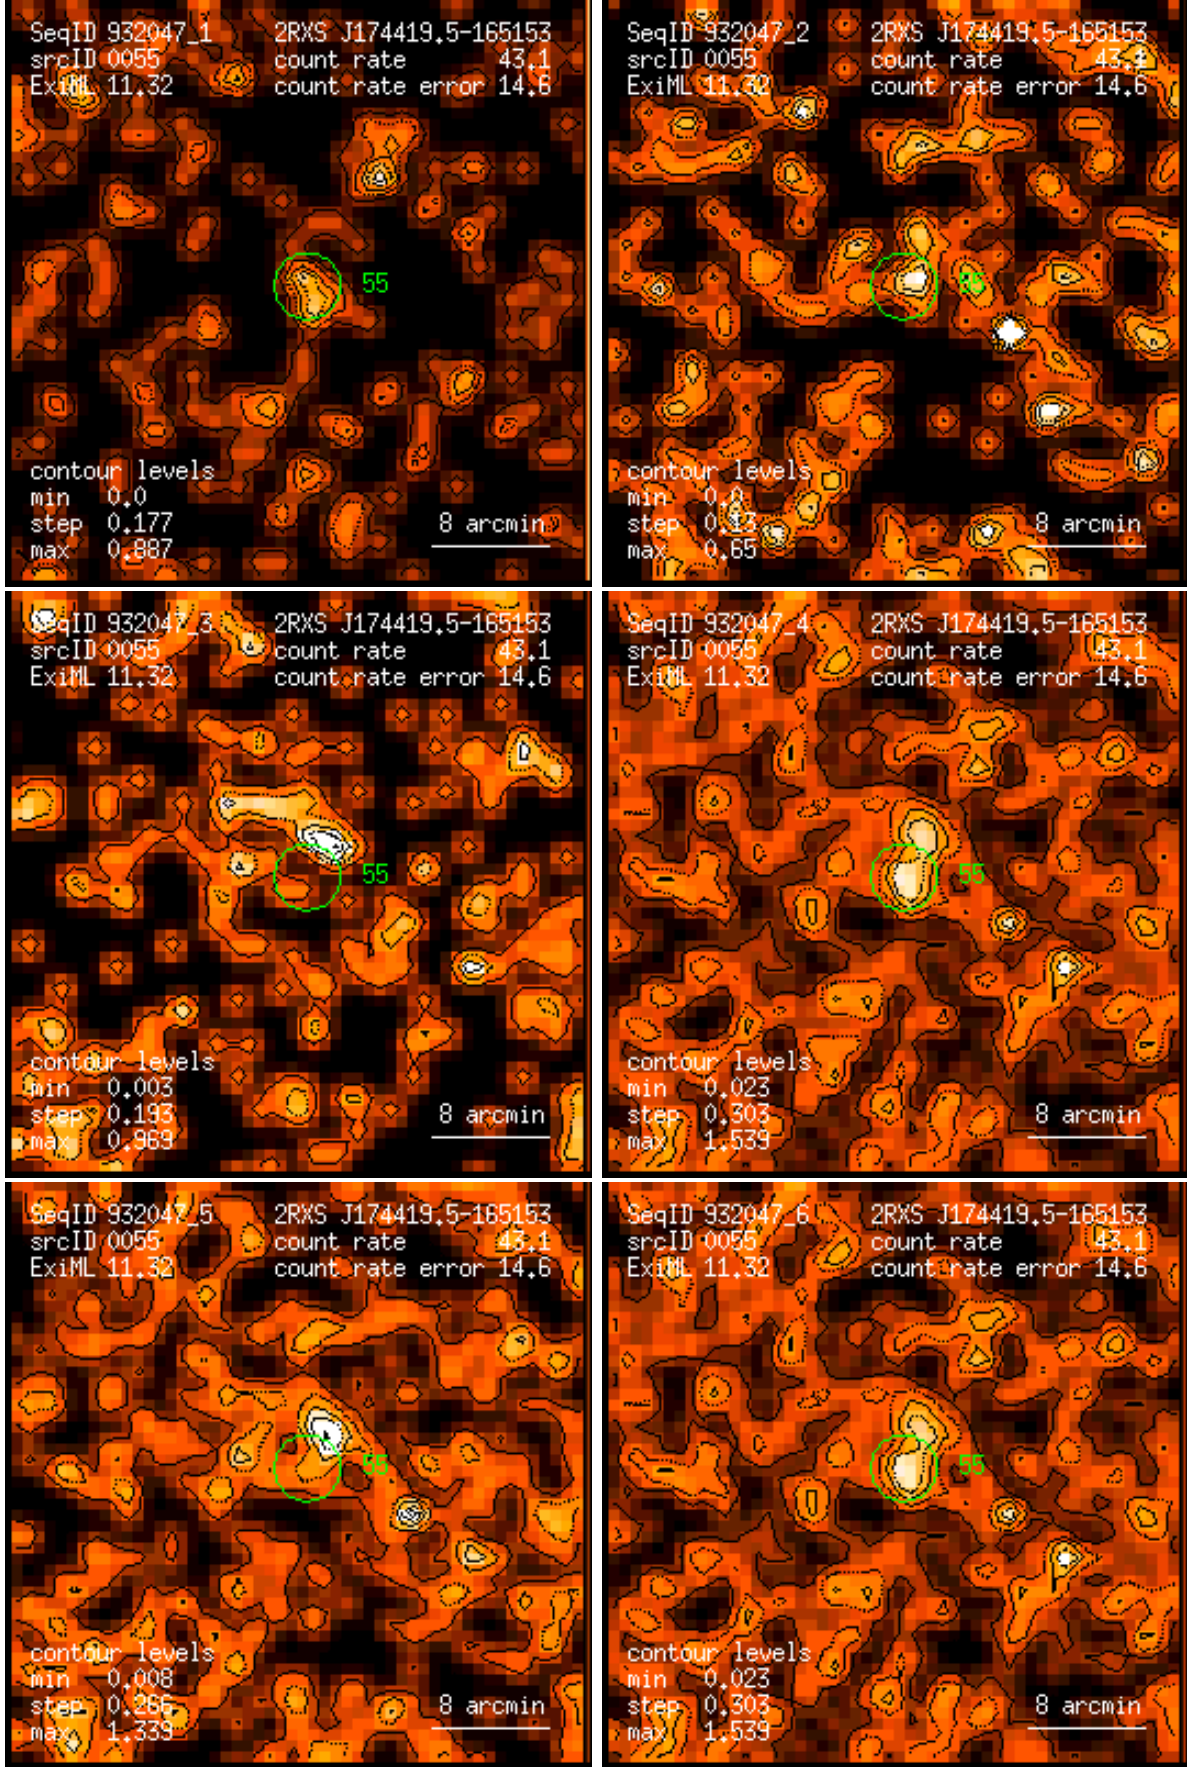 SeqID 932047_1 2RXS J174419.5-165153
srcID 0055 count rate 43.1
ExiML 11.32 count rate error 14.6
55
contour levels
min 0.0
step 0.177 8 arcmin
max 0.887
SeqID 932047_2 2RXS J174419.5-165153
srcID 0055 count rate 43.1
ExiML 11.32 count rate error 14.6
55
contour levels
min 0.0
step 0.13 8 arcmin
max 0.65
SeqID 932047_3 2RXS J174419.5-165153
srcID 0055 count rate 43.1
ExiML 11.32 count rate error 14.6
55
contour levels
min 0.003
step 0.193 8 arcmin
max 0.969
SeqID 932047_4 2RXS J174419.5-165153
srcID 0055 count rate 43.1
ExiML 11.32 count rate error 14.6
55
contour levels
min 0.023
step 0.303 8 arcmin
max 1.539
SeqID 932047_5 2RXS J174419.5-165153
srcID 0055 count rate 43.1
ExiML 11.32 count rate error 14.6
55
contour levels
min 0.008
step 0.266 8 arcmin
max 1.339
SeqID 932047_6 2RXS J174419.5-165153
srcID 0055 count rate 43.1
ExiML 11.32 count rate error 14.6
55
contour levels
min 0.023
step 0.303 8 arcmin
max 1.539